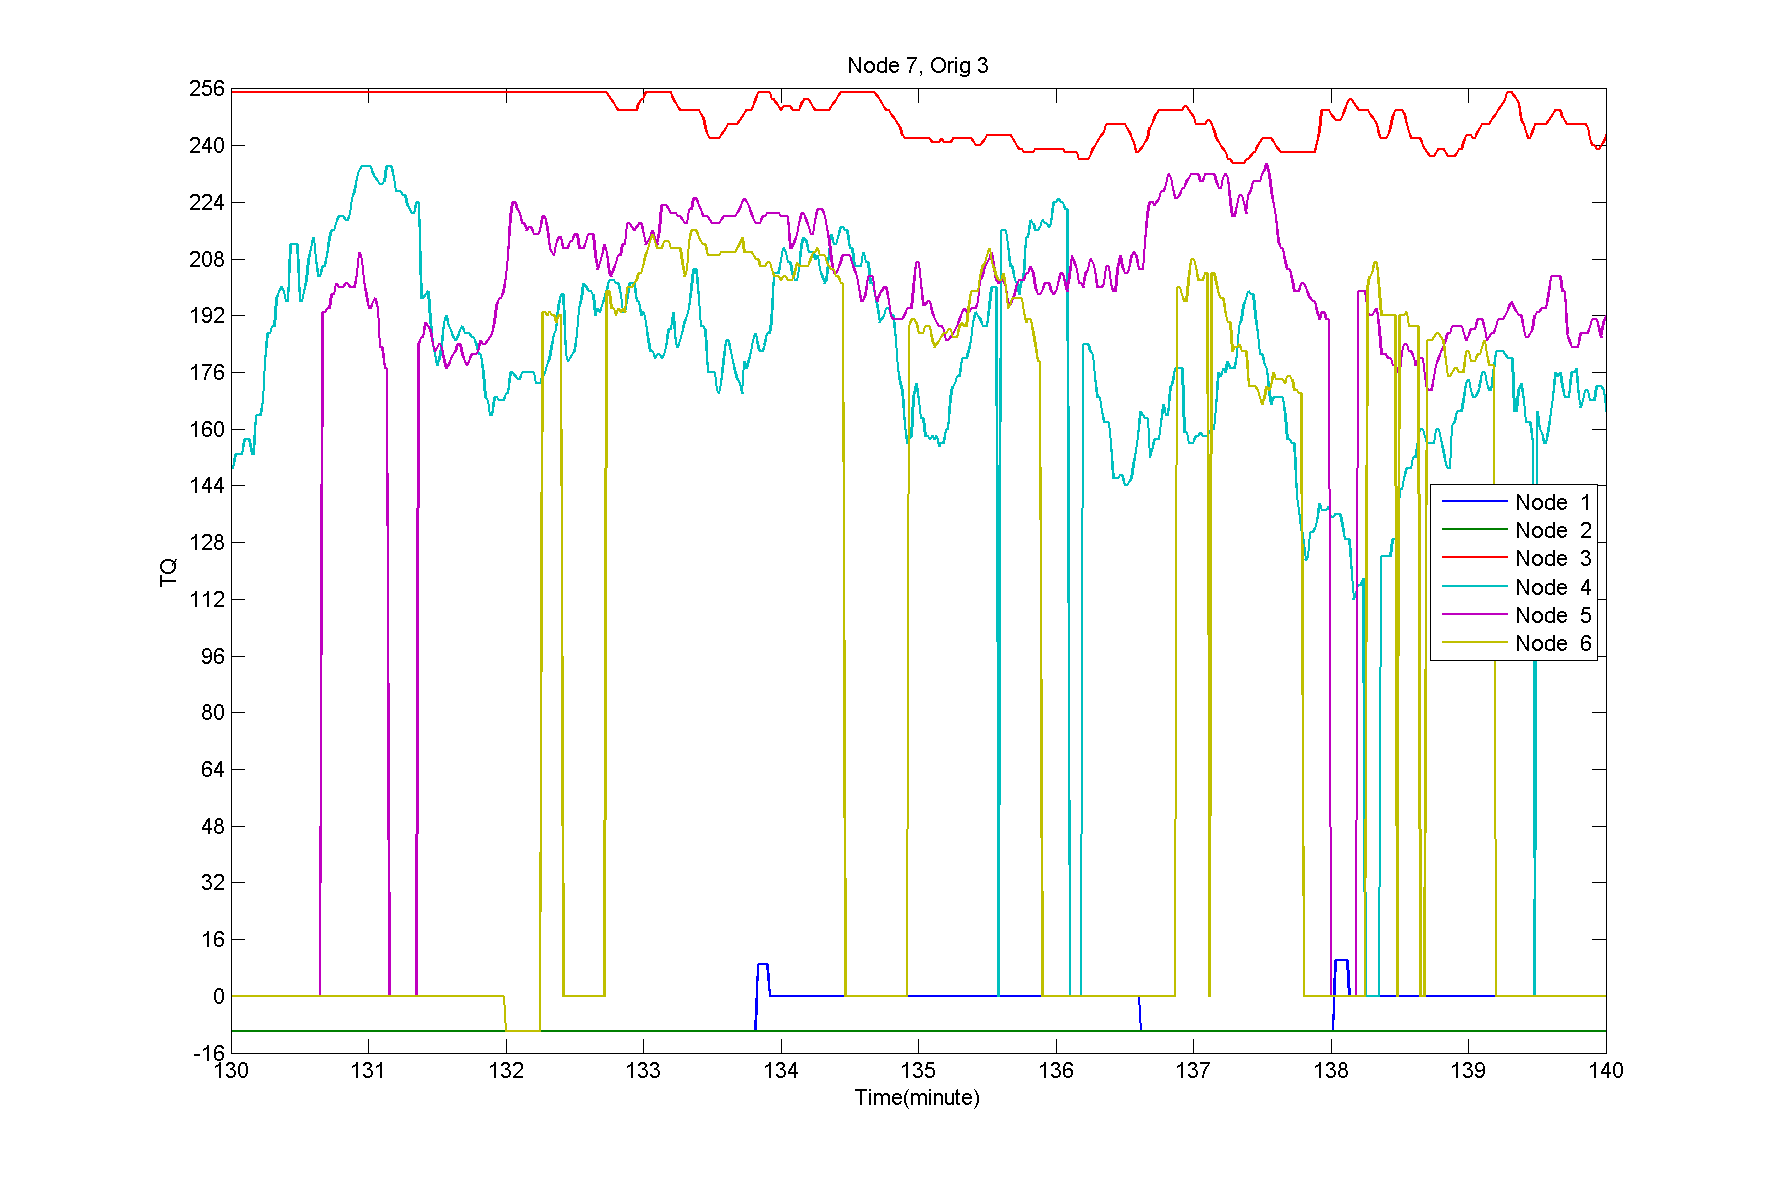 Node 7, Orig 3
256
240
224
208
192
176
160
144
128
112
96
80
64
48
32
16
0
-16
TQ
Node 1
Node 2
Node 3
Node 4
Node 5
Node 6
130 131 132 133 134 135 136 137 138 139 140
Time(minute)